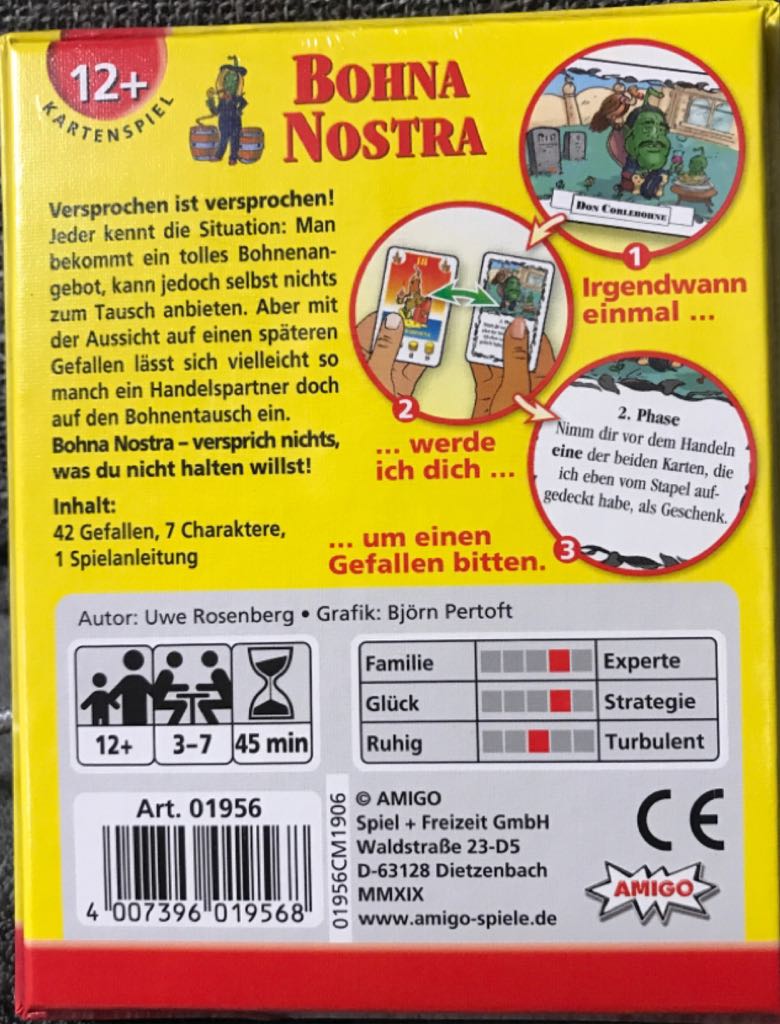 12+
KARTENSPIEL
BOHNA
NOSTRA
DON CORLEBOHNE
1
Irgendwann
einmal ...
Versprochen ist versprochen!
Jeder kennt die Situation: Man
bekommt ein tolles Bohnenan-
gebot, kann jedoch selbst nichts
zum Tausch anbieten. Aber mit
der Aussicht auf einen späteren
Gefallen lässt sich vielleicht so
manch ein Handelspartner doch
auf den Bohnentausch ein.
Bohna Nostra – versprich nichts,
was du nicht halten willst!
18
2
... werde
ich dich ...
2. Phase
Nimm dir vor dem Handeln
eine der beiden Karten, die
ich eben vom Stapel auf-
gedeckt habe, als Geschenk.
3
... um einen
Gefallen bitten.
Inhalt:
42 Gefallen, 7 Charaktere,
1 Spielanleitung
Autor: Uwe Rosenberg • Grafik: Björn Pertoft
12+ 3–7 45 min
Familie Experte
Glück Strategie
Ruhig Turbulent
Art. 01956
4 007396 019568
01956CM1906
© AMIGO
Spiel + Freizeit GmbH
Waldstraße 23-D5
D-63128 Dietzenbach
MMXIX
www.amigo-spiele.de
CE
AMIGO